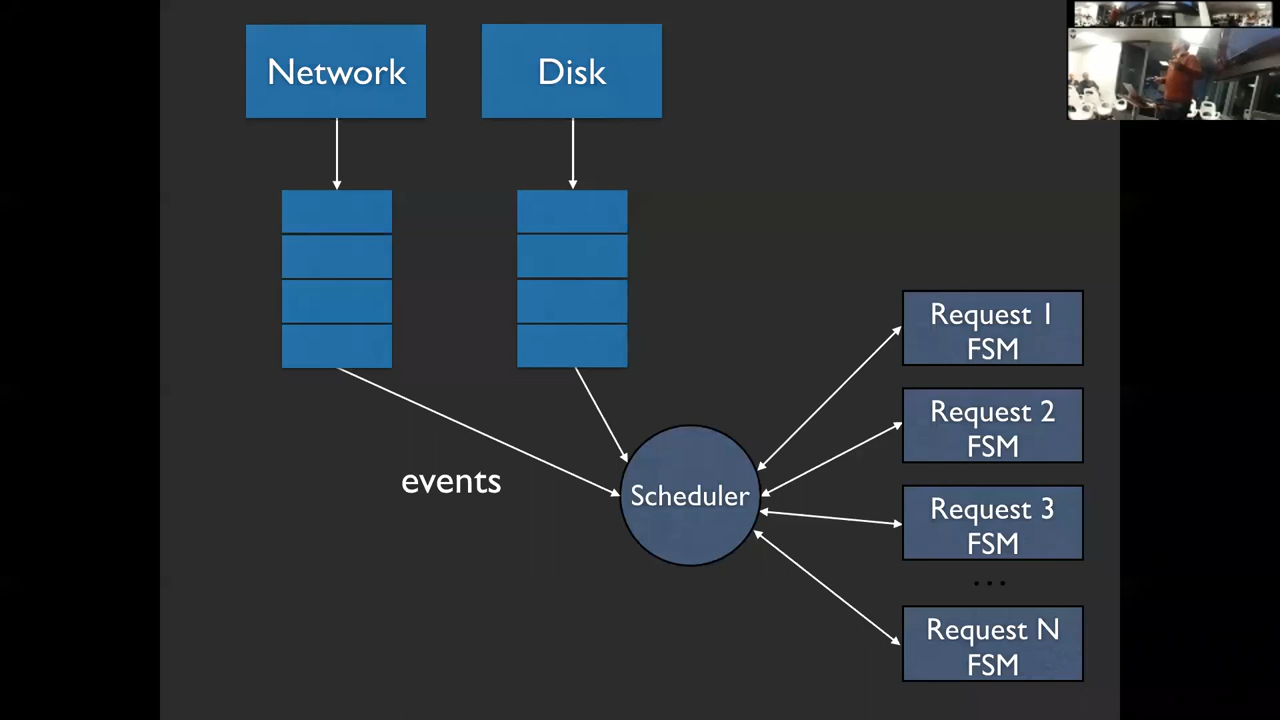 Network
Disk
events
Scheduler
Request 1
FSM
Request 2
FSM
Request 3
FSM
...
Request N
FSM